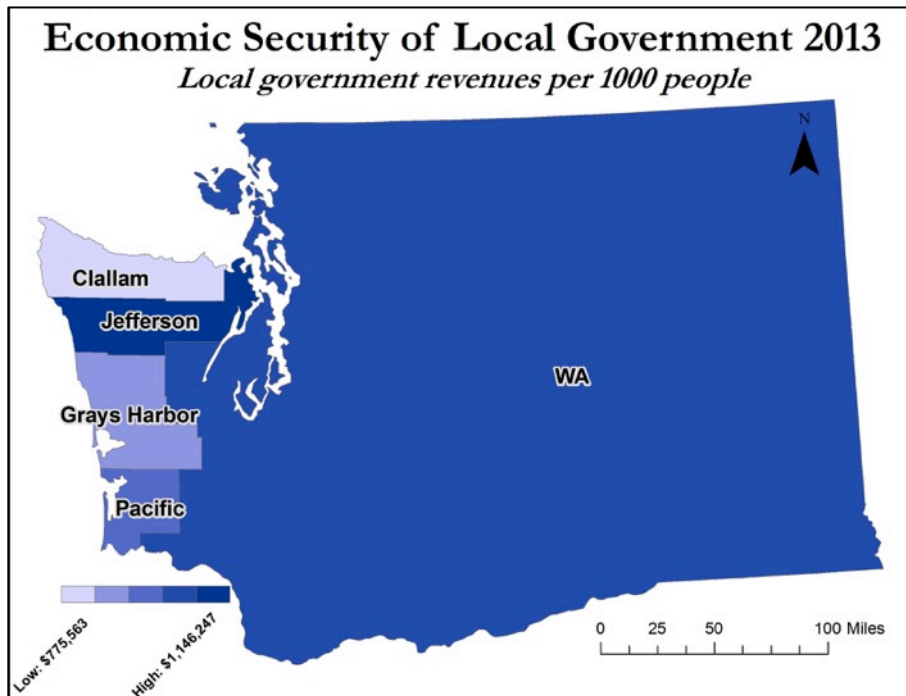 Economic Security of Local Government 2013
Local government revenues per 1000 people
N
Clallam
Jefferson
WA
Grays Harbor
Pacific
Low: $775,563
High: $1,146,247
0 25 50 100 Miles